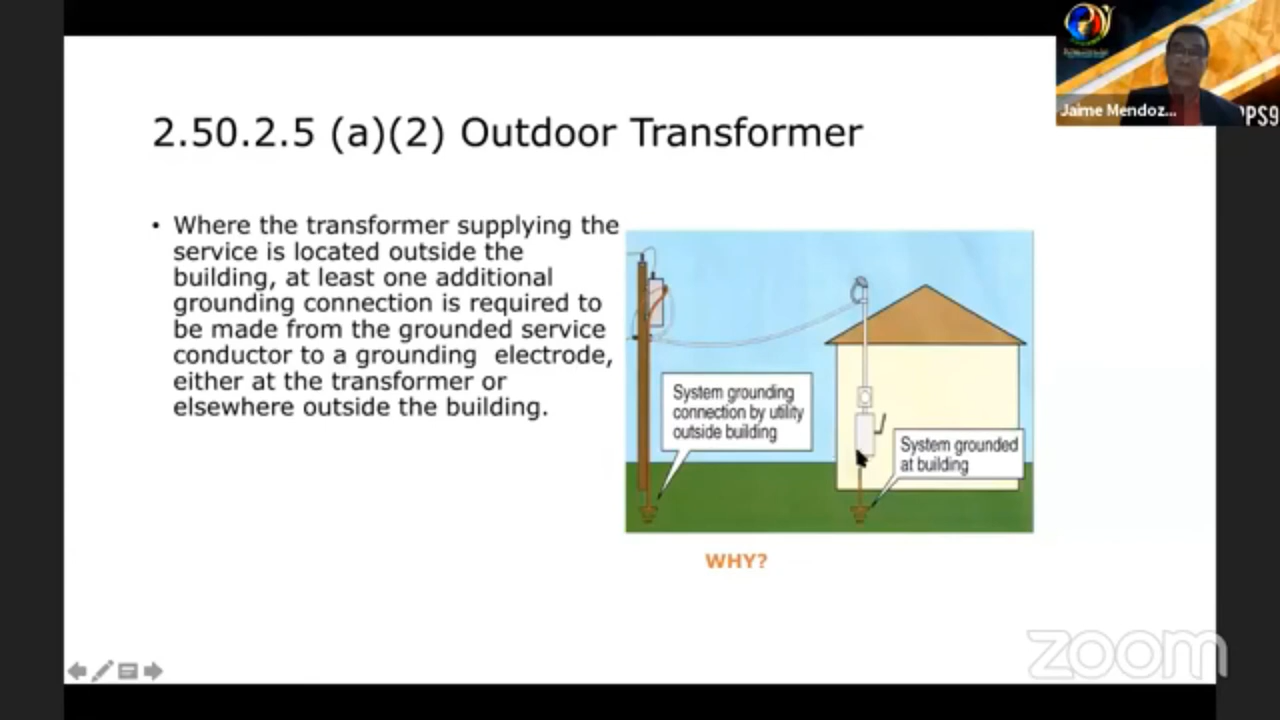 2.50.2.5 (a)(2) Outdoor Transformer
• Where the transformer supplying the
service is located outside the
building, at least one additional
grounding connection is required to
be made from the grounded service
conductor to a grounding electrode,
either at the transformer or
elsewhere outside the building.
System grounding
connection by utility
outside building
System grounded
at building
WHY?
Jaime Mendoz...
PS9
zoom